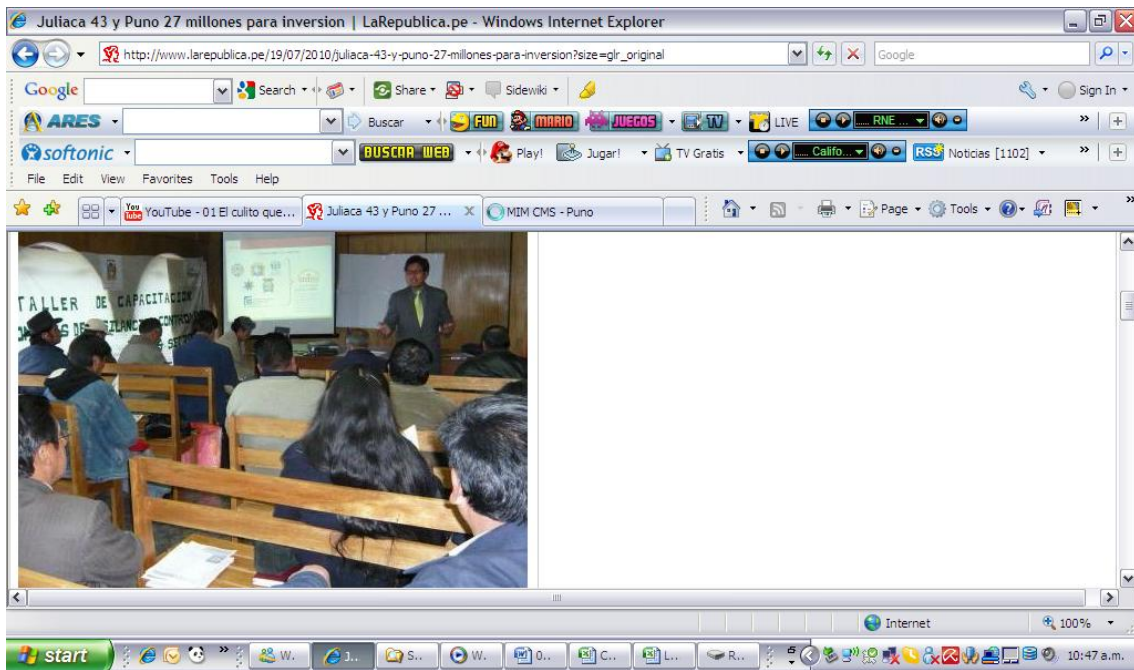 Juliaca 43 y Puno 27 millones para inversion | LaRepublica.pe - Windows Internet Explorer
http://www.larepublica.pe/19/07/2010/juliaca-43-y-puno-27-millones-para-inversion?size=glr_original
Google
Google Search Share Sidewiki Sign In
ARES Buscar FUN MARIO JUEGOS TV LIVE .... RNE ... »
softonic BUSCAR WEB Play! Jugar! TV Gratis .... Califo... RSS Noticias [1102] »
File Edit View Favorites Tools Help
You Tube YouTube - 01 El culito que... Juliaca 43 y Puno 27 ... X MIM CMS - Puno Page Tools »
TALLER DE CAPACITACION
Internet 100%
start » W. J.. S.. W. 0.. C.. L.. R... 10:47 a.m.